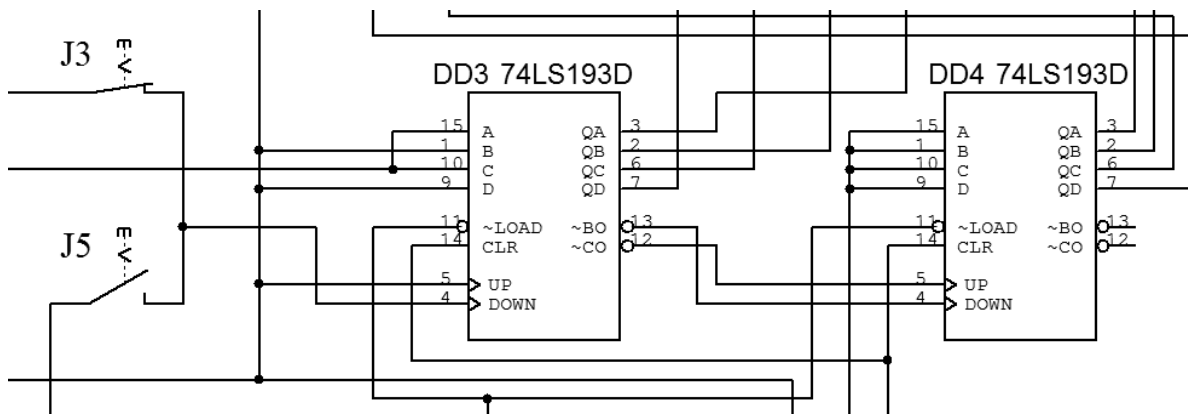 J3
E
DD3 74LS193D
DD4 74LS193D
15 A QA 3
1 B QB 2
10 C QC 6
9 D QD 7
11 ~LOAD ~BO 13
14 CLR ~CO 12
5 UP
4 DOWN
15 A QA 3
1 B QB 2
10 C QC 6
9 D QD 7
11 ~LOAD ~BO 13
14 CLR ~CO 12
5 UP
4 DOWN
J5
E